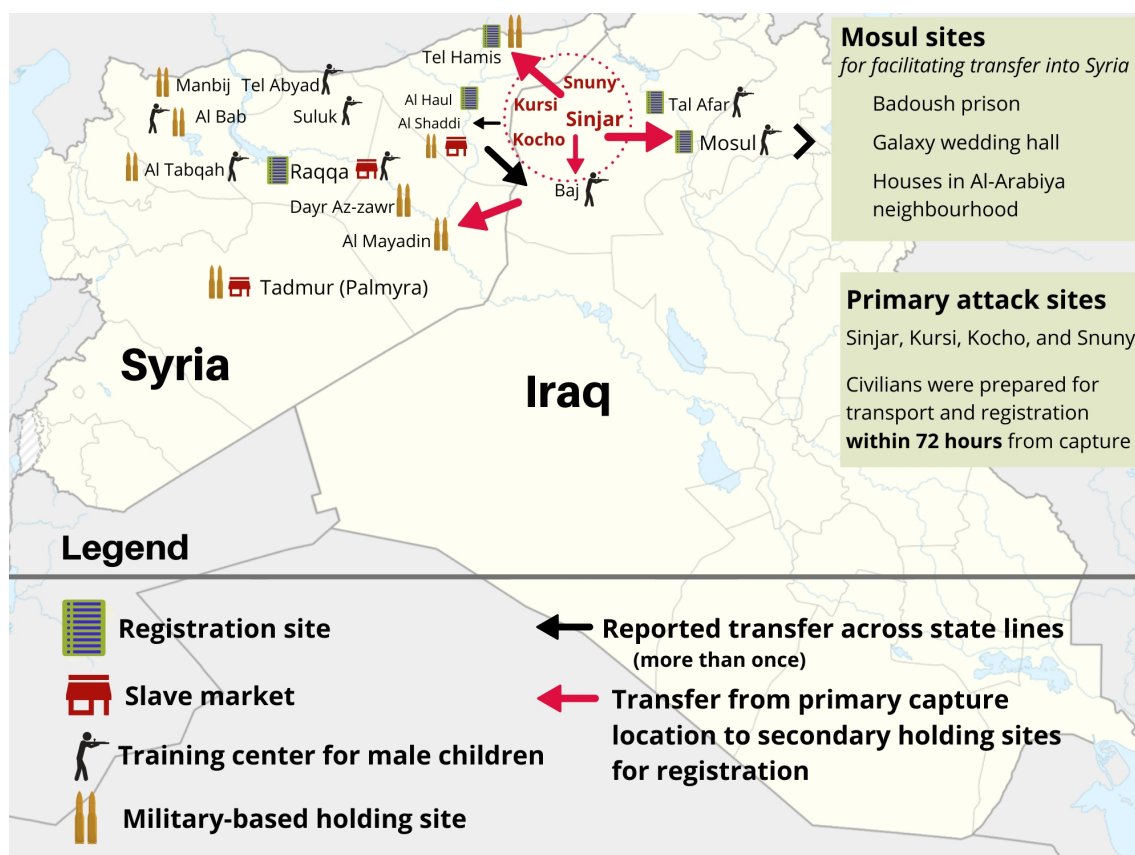 Tel Hamis
Snuny
Kursi
Sinjar
Kocho
Manbij
Tel Abyad
Al Haul
Tal Afar
Al Bab
Suluk
Al Shaddi
Mosul
Al Tabqah
Raqqa
Baj
Dayr Az-zawr
Al Mayadin
Tadmur (Palmyra)
Syria
Iraq
Mosul sites
for facilitating transfer into Syria
Badoush prison
Galaxy wedding hall
Houses in Al-Arabiya
neighbourhood
Primary attack sites
Sinjar, Kursi, Kocho, and Snuny
Civilians were prepared for
transport and registration
within 72 hours from capture
Legend
Registration site
Slave market
Training center for male children
Military-based holding site
Reported transfer across state lines
(more than once)
Transfer from primary capture
location to secondary holding sites
for registration